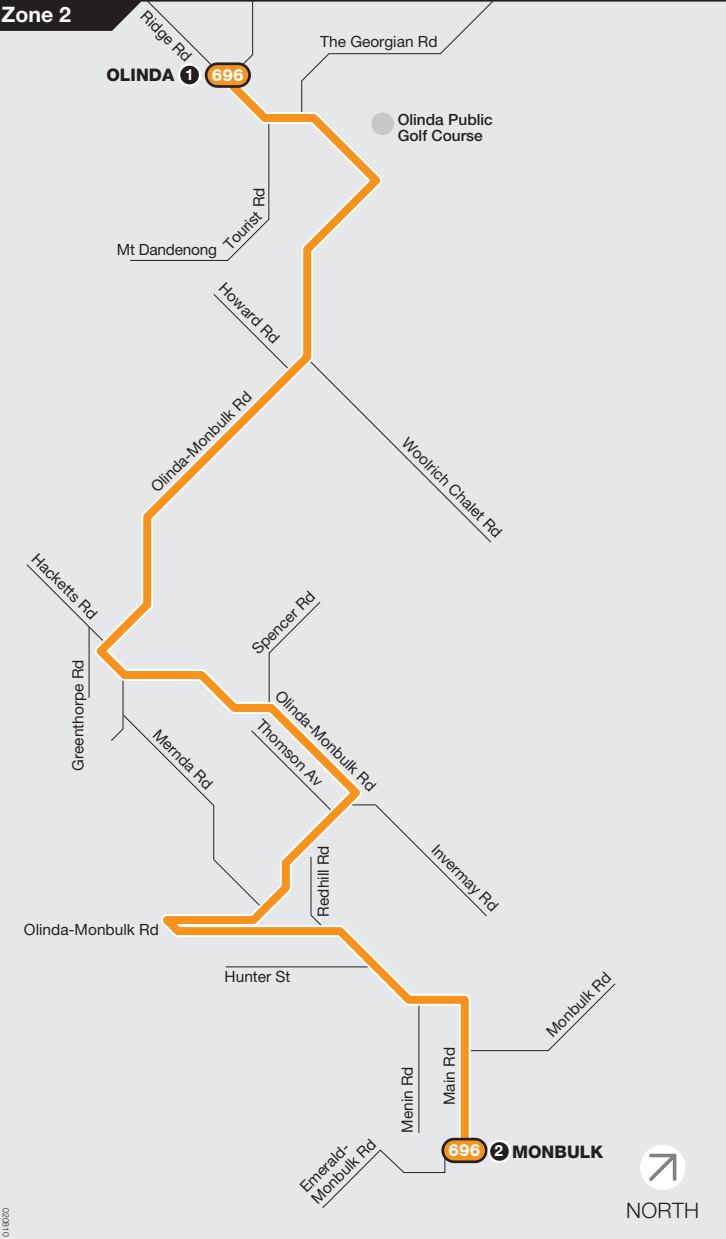 Zone 2
Ridge Rd
The Georgian Rd
OLINDA 1 696
Olinda Public
Golf Course
Tourist Rd
Mt Dandenong
Howard Rd
Olinda-Monbulk Rd
Woolrich Chalet Rd
Hacketts Rd
Spencer Rd
Greenthorpe Rd
Olinda-Monbulk Rd
Thomson Av
Mernda Rd
Invermay Rd
Redhill Rd
Olinda-Monbulk Rd
Hunter St
Monbulk Rd
Menin Rd
Main Rd
696 2 MONBULK
Emerald-
Monbulk Rd
NORTH
020810